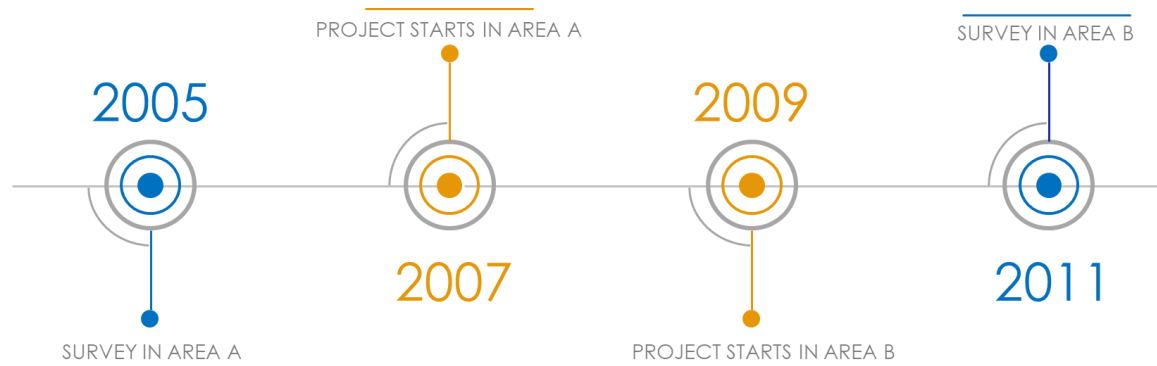 PROJECT STARTS IN AREA A
SURVEY IN AREA B
2005
2009
2007
2011
SURVEY IN AREA A
PROJECT STARTS IN AREA B